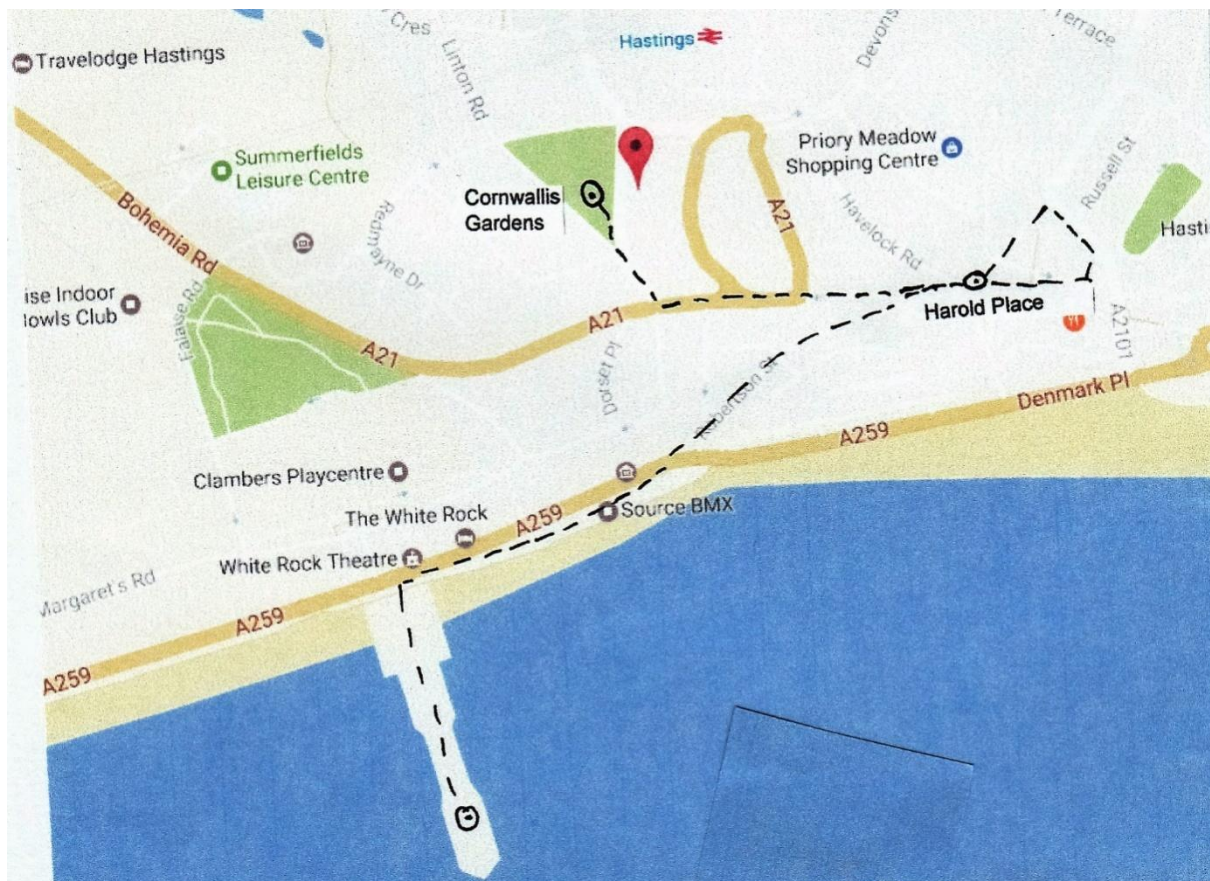 Cres
Terrace
Devons
Hastings
Linton Rd
Travelodge Hastings
Priory Meadow
Shopping Centre
Russell St
Summerfields
Leisure Centre
Cornwallis
Gardens
Bohemia Rd
Redmayne Dr
A21
Havelock Rd
Hasti
ise Indoor
Bowls Club
Falaise Rd
Harold Place
A21
A21
A2101
Dorset Pl
Robertson St
Denmark Pl
A259
Clambers Playcentre
The White Rock
A259
Source BMX
White Rock Theatre
Margaret's Rd
A259
A259